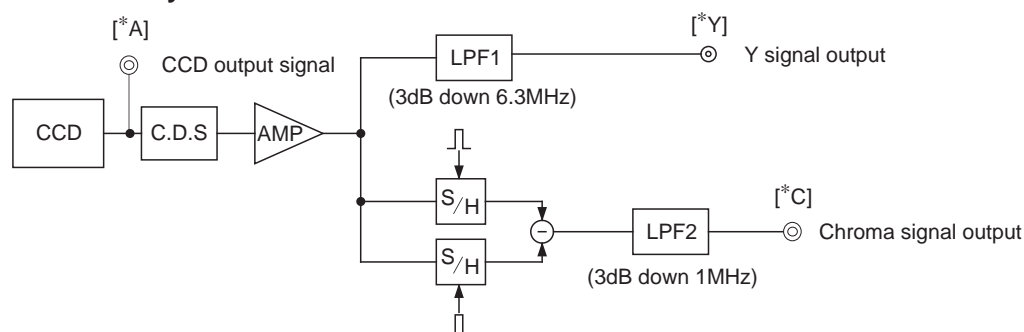 [*A]
CCD output signal
CCD
C.D.S
AMP
LPF1
(3dB down 6.3MHz)
[*Y]
Y signal output
S/H
S/H
−
LPF2
(3dB down 1MHz)
[*C]
Chroma signal output